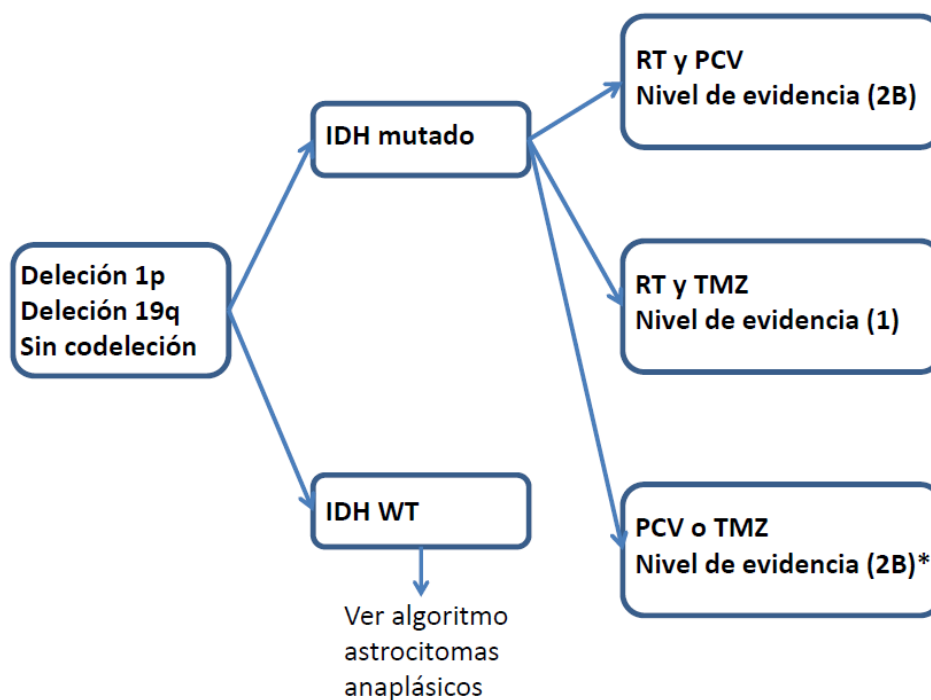 Deleción 1p
Deleción 19q
Sin codeleción
IDH mutado
IDH WT
Ver algoritmo
astrocitomas
anaplásicos
RT y PCV
Nivel de evidencia (2B)
RT y TMZ
Nivel de evidencia (1)
PCV o TMZ
Nivel de evidencia (2B)*